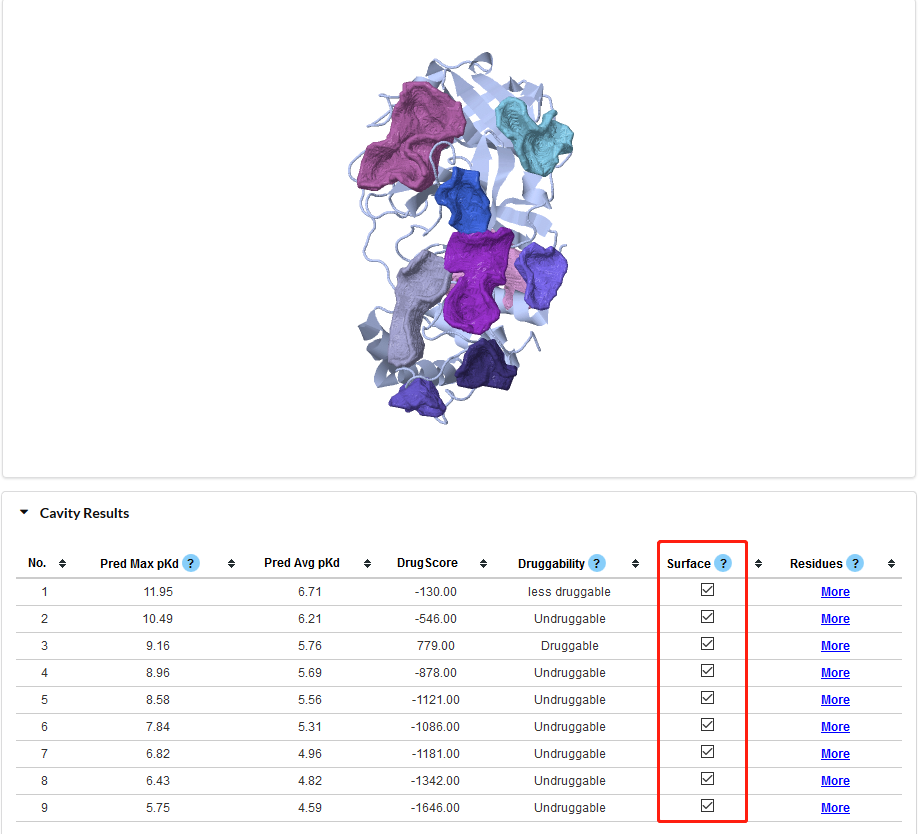 Cavity Results
No. Pred Max pKd ? Pred Avg pKd DrugScore Druggability ? Surface ? Residues ?
1 11.95 6.71 -130.00 less druggable More
2 10.49 6.21 -546.00 Undruggable More
3 9.16 5.76 779.00 Druggable More
4 8.96 5.69 -878.00 Undruggable More
5 8.58 5.56 -1121.00 Undruggable More
6 7.84 5.31 -1086.00 Undruggable More
7 6.82 4.96 -1181.00 Undruggable More
8 6.43 4.82 -1342.00 Undruggable More
9 5.75 4.59 -1646.00 Undruggable More